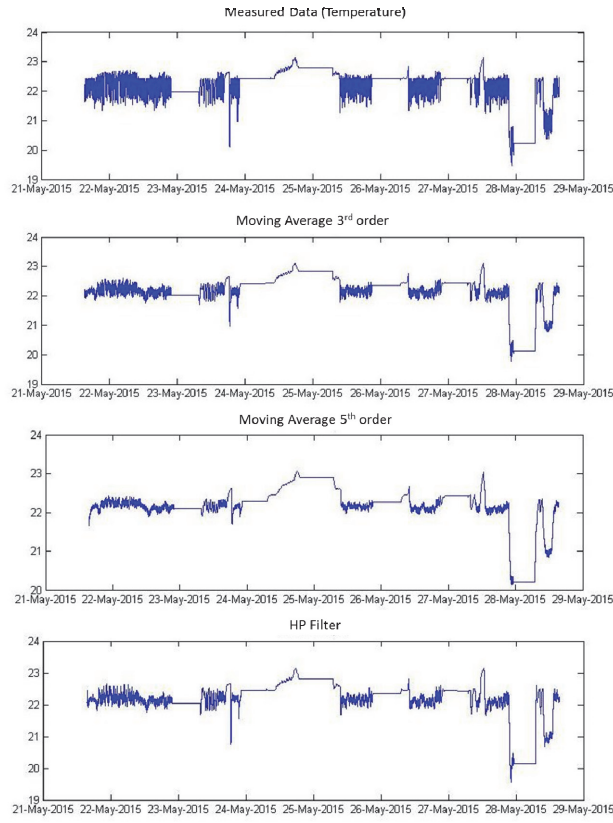 Measured Data (Temperature)
24
23
22
21
20
19
21-May-2015 22-May-2015 23-May-2015 24-May-2015 25-May-2015 26-May-2015 27-May-2015 28-May-2015 29-May-2015
Moving Average 3rd order
24
23
22
21
20
19
21-May-2015 22-May-2015 23-May-2015 24-May-2015 25-May-2015 26-May-2015 27-May-2015 28-May-2015 29-May-2015
Moving Average 5th order
24
23
22
21
20
21-May-2015 22-May-2015 23-May-2015 24-May-2015 25-May-2015 26-May-2015 27-May-2015 28-May-2015 29-May-2015
HP Filter
24
23
22
21
20
19
21-May-2015 22-May-2015 23-May-2015 24-May-2015 25-May-2015 26-May-2015 27-May-2015 28-May-2015 29-May-2015